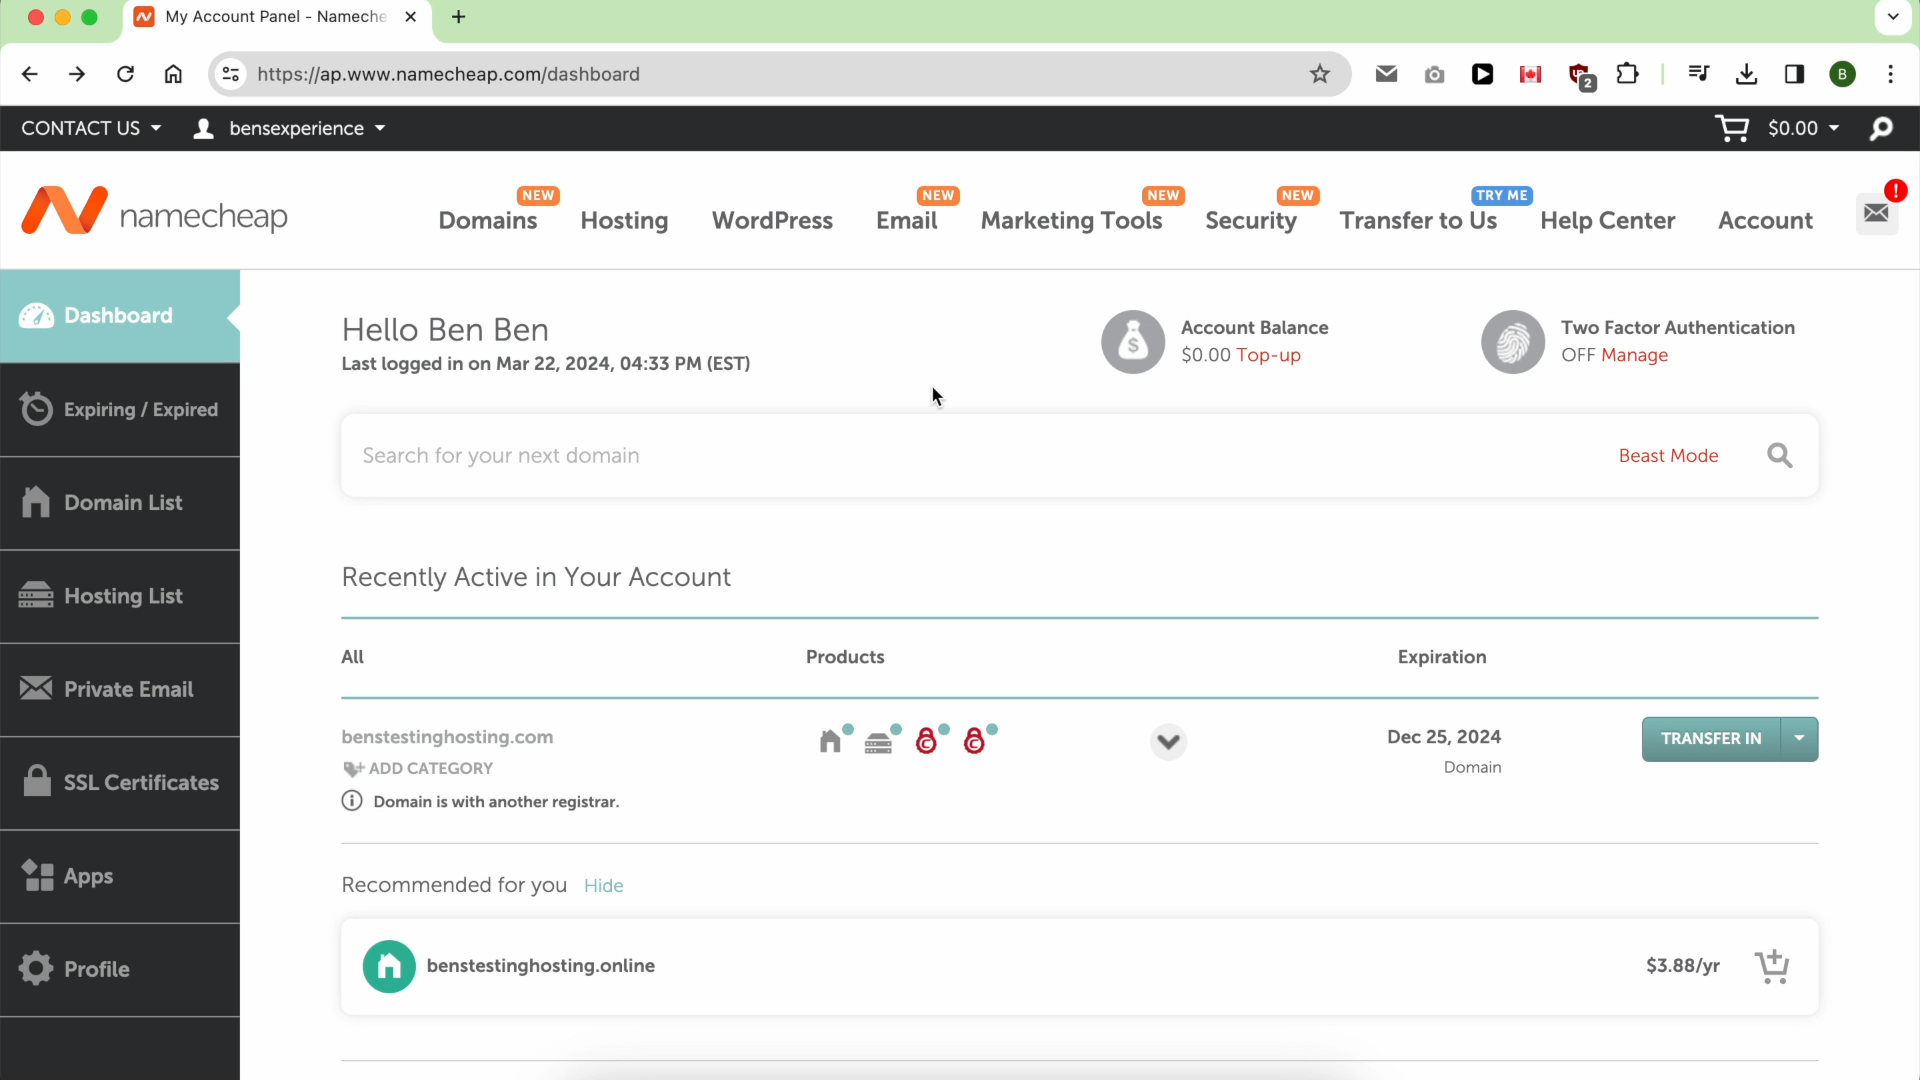 My Account Panel - Nameche
https://ap.www.namecheap.com/dashboard
2
B
CONTACT US
bensexperience
$0.00
namecheap
NEW
Domains
Hosting
WordPress
NEW
Email
NEW
Marketing Tools
NEW
Security
TRY ME
Transfer to Us
Help Center
Account
!
Dashboard
Expiring / Expired
Domain List
Hosting List
Private Email
SSL Certificates
Apps
Profile
Hello Ben Ben
Last logged in on Mar 22, 2024, 04:33 PM (EST)
Account Balance
$0.00 Top-up
Two Factor Authentication
OFF Manage
Search for your next domain
Beast Mode
Recently Active in Your Account
All
Products
Expiration
benstestinghosting.com
ADD CATEGORY
Domain is with another registrar.
Dec 25, 2024
Domain
TRANSFER IN
Recommended for you
Hide
benstestinghosting.online
$3.88/yr